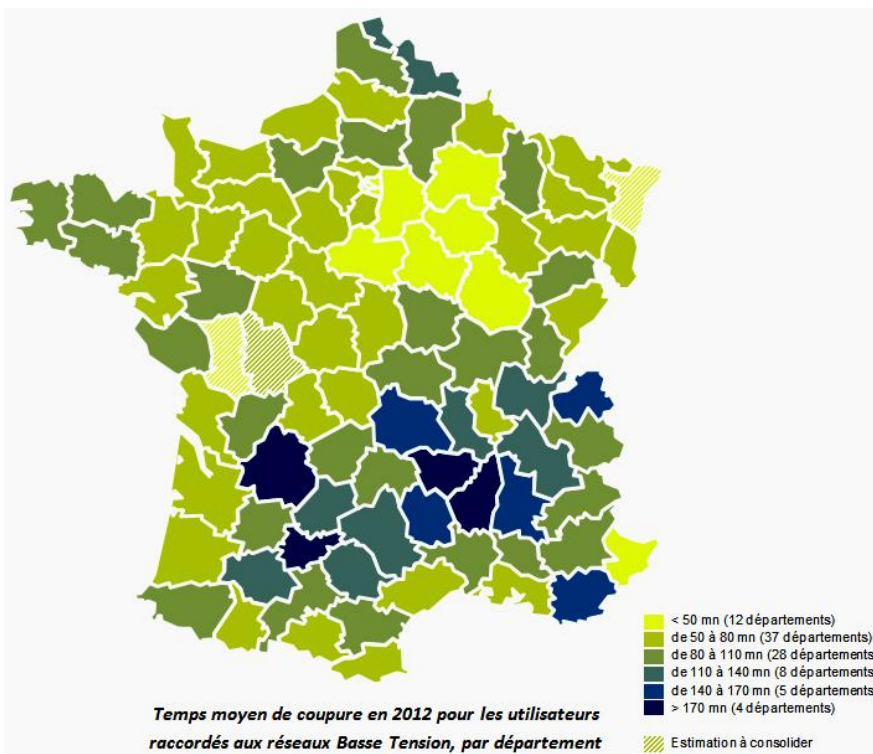 < 50 mn (12 départements)
de 50 à 80 mn (37 départements)
de 80 à 110 mn (28 départements
de 110 à 140 mn (8 départements
de 140 à 170 mn (5 départements
> 170 mn (4 départements)
Estimation à consolider
Temps moyen de coupure en 2012 pour les utilisateurs
raccordés aux réseaux Basse Tension, par département